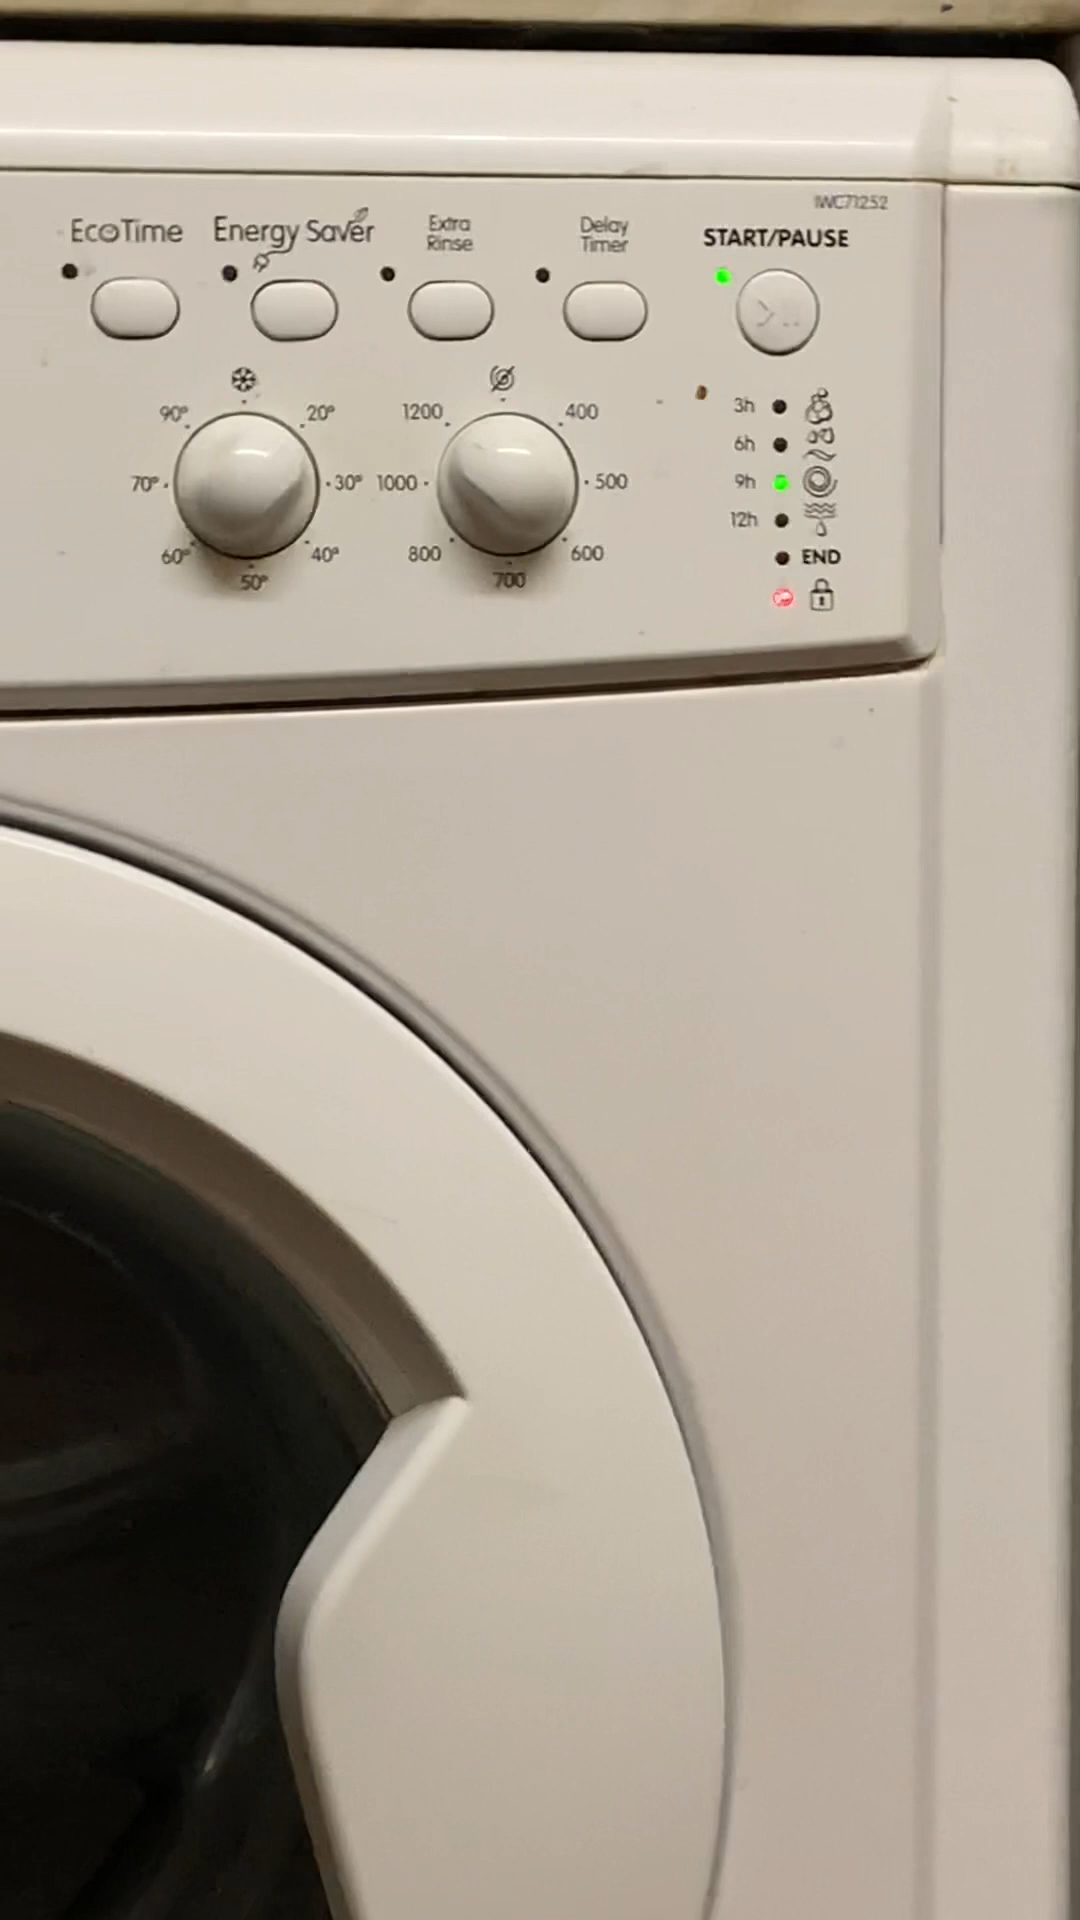 IWC71252
EcoTime
Energy Saver
Extra
Rinse
Delay
Timer
START/PAUSE
90°
20°
70°
30°
60°
40°
50°
1200
400
1000
500
800
600
700
3h
6h
9h
12h
END